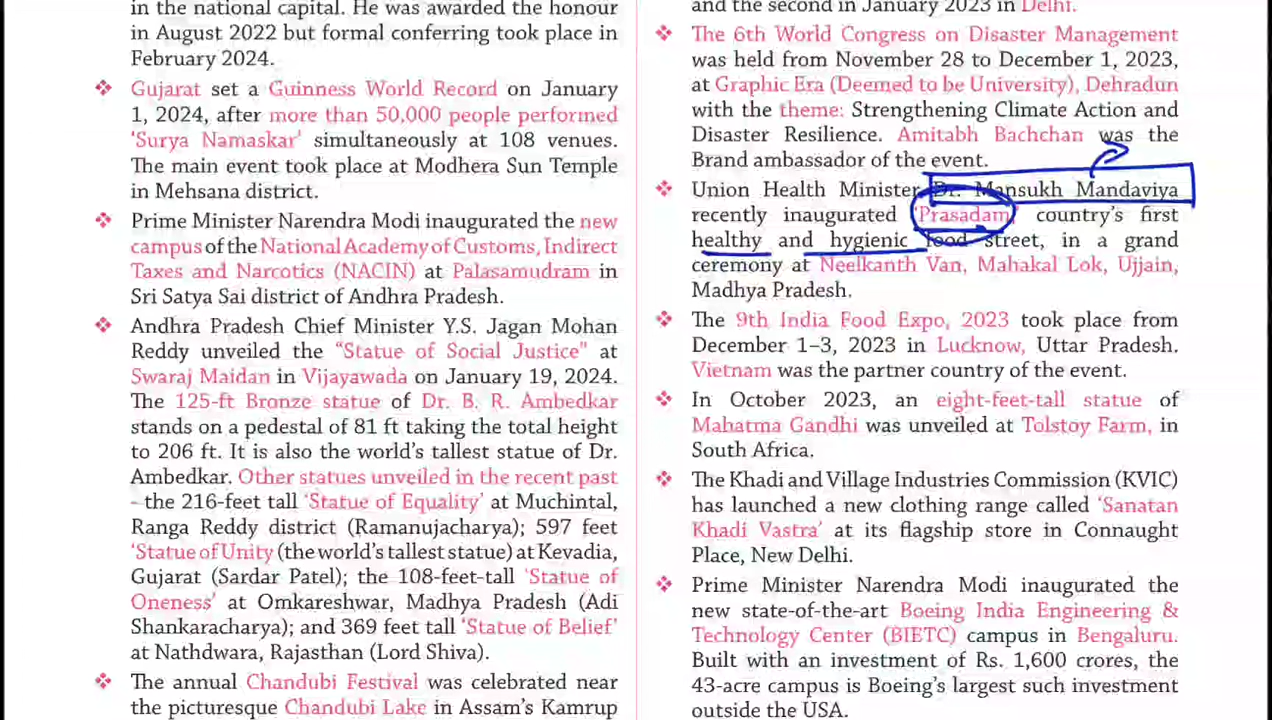 in the national capital. He was awarded the honour
in August 2022 but formal conferring took place in
February 2024.
❖ Gujarat set a Guinness World Record on January
1, 2024, after more than 50,000 people performed
'Surya Namaskar' simultaneously at 108 venues.
The main event took place at Modhera Sun Temple
in Mehsana district.
❖ Prime Minister Narendra Modi inaugurated the new
campus of the National Academy of Customs, Indirect
Taxes and Narcotics (NACIN) at Palasamudram in
Sri Satya Sai district of Andhra Pradesh.
❖ Andhra Pradesh Chief Minister Y.S. Jagan Mohan
Reddy unveiled the "Statue of Social Justice" at
Swaraj Maidan in Vijayawada on January 19, 2024.
The 125-ft Bronze statue of Dr. B. R. Ambedkar
stands on a pedestal of 81 ft taking the total height
to 206 ft. It is also the world's tallest statue of Dr.
Ambedkar. Other statues unveiled in the recent past
– the 216-feet tall 'Statue of Equality' at Muchintal,
Ranga Reddy district (Ramanujacharya); 597 feet
'Statue of Unity (the world's tallest statue) at Kevadia,
Gujarat (Sardar Patel); the 108-feet-tall 'Statue of
Oneness' at Omkareshwar, Madhya Pradesh (Adi
Shankaracharya); and 369 feet tall 'Statue of Belief'
at Nathdwara, Rajasthan (Lord Shiva).
❖ The annual Chandubi Festival was celebrated near
the picturesque Chandubi Lake in Assam's Kamrup
and the second in January 2023 in Delhi.
❖ The 6th World Congress on Disaster Management
was held from November 28 to December 1, 2023,
at Graphic Era (Deemed to be University), Dehradun
with the theme: Strengthening Climate Action and
Disaster Resilience. Amitabh Bachchan was the
Brand ambassador of the event.
❖ Union Health Minister Dr. Mansukh Mandaviya
recently inaugurated 'Prasadam' country's first
healthy and hygienic food street, in a grand
ceremony at Neelkanth Van, Mahakal Lok, Ujjain,
Madhya Pradesh.
❖ The 9th India Food Expo, 2023 took place from
December 1–3, 2023 in Lucknow, Uttar Pradesh.
Vietnam was the partner country of the event.
❖ In October 2023, an eight-feet-tall statue of
Mahatma Gandhi was unveiled at Tolstoy Farm, in
South Africa.
❖ The Khadi and Village Industries Commission (KVIC)
has launched a new clothing range called 'Sanatan
Khadi Vastra' at its flagship store in Connaught
Place, New Delhi.
❖ Prime Minister Narendra Modi inaugurated the
new state-of-the-art Boeing India Engineering &
Technology Center (BIETC) campus in Bengaluru.
Built with an investment of Rs. 1,600 crores, the
43-acre campus is Boeing's largest such investment
outside the USA.